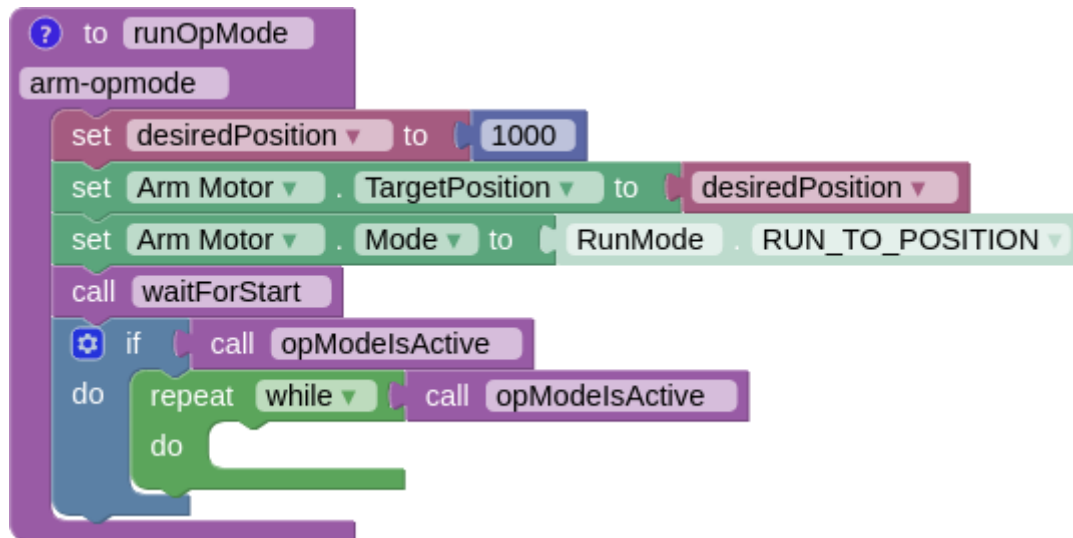 ? to runOpMode
arm-opmode
set desiredPosition to 1000
set Arm Motor . TargetPosition to desiredPosition
set Arm Motor . Mode to RunMode . RUN_TO_POSITION
call waitForStart
if call opModeIsActive
do repeat while call opModeIsActive
do